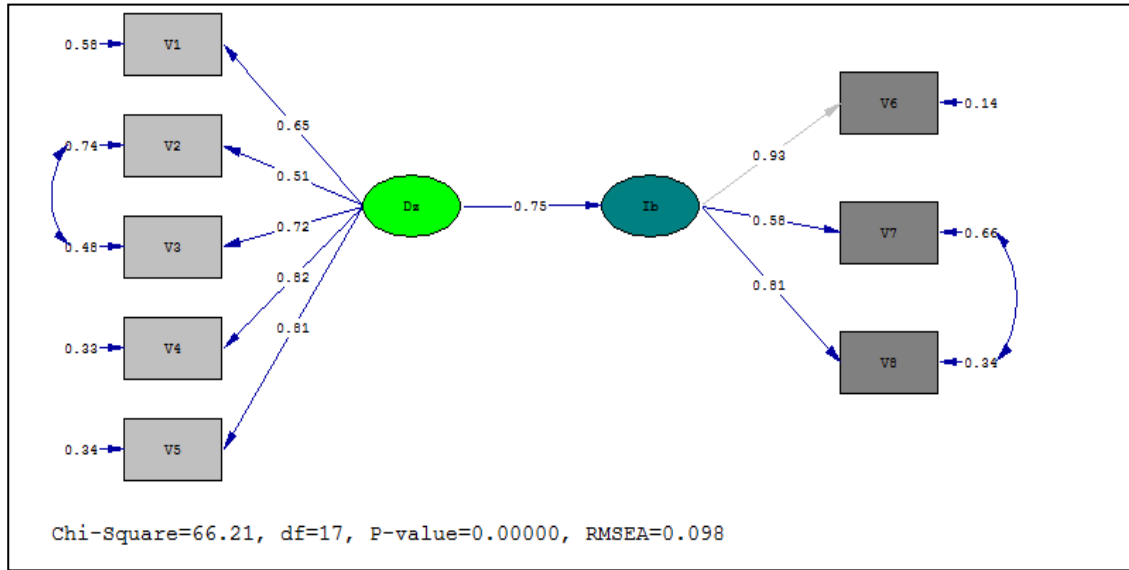 0.58 V1
0.65
V6 0.14
0.74 V2
0.93
0.51
Dz 0.75 Ib
0.72
0.58
0.48 V3
V7 0.66
0.82
0.81
0.81
0.33 V4
V8 0.34
0.34 V5
Chi-Square=66.21, df=17, P-value=0.00000, RMSEA=0.098